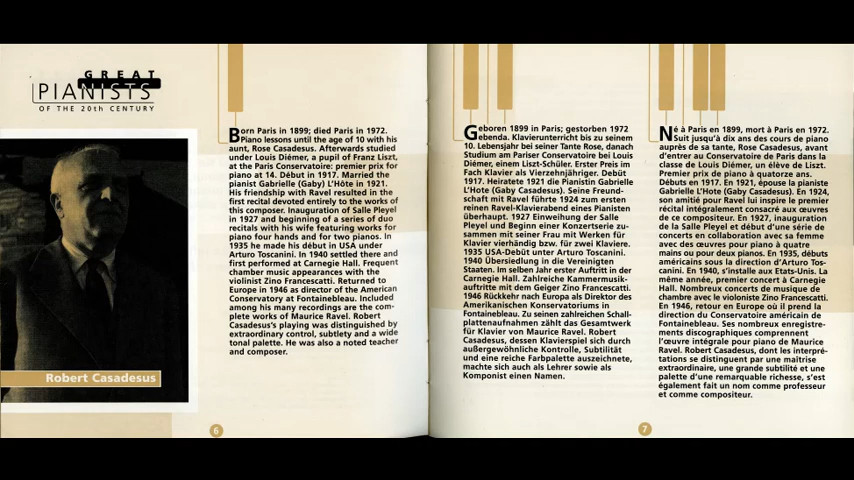 GREAT
PIANISTS
OF THE 20th CENTURY
Robert Casadesus
Born Paris in 1899; died Paris in 1972.
Piano lessons until the age of 10 with his
aunt, Rose Casadesus. Afterwards studied
under Louis Diémer, a pupil of Franz Liszt,
at the Paris Conservatoire: premier prix for
piano at 14. Début in 1917. Married the
pianist Gabrielle (Gaby) L'Hôte in 1921.
His friendship with Ravel resulted in the
first recital devoted entirely to the works of
this composer. Inauguration of Salle Pleyel
in 1927 and beginning of a series of duo
recitals with his wife featuring works for
piano four hands and for two pianos. In
1935 he made his début in USA under
Arturo Toscanini. In 1940 settled there and
first performed at Carnegie Hall. Frequent
chamber music appearances with the
violinist Zino Francescatti. Returned to
Europe in 1946 as director of the American
Conservatory at Fontainebleau. Included
among his many recordings are the com-
plete works of Maurice Ravel. Robert
Casadesus's playing was distinguished by
extraordinary control, subtlety and a wide
tonal palette. He was also a noted teacher
and composer.
6
Geboren 1899 in Paris; gestorben 1972
ebenda. Klavierunterricht bis zu seinem
10. Lebensjahr bei seiner Tante Rose, danach
Studium am Pariser Conservatoire bei Louis
Diémer, einem Liszt-Schüler. Erster Preis im
Fach Klavier als Vierzehnjähriger. Debüt
1917. Heiratete 1921 die Pianistin Gabrielle
L'Hote (Gaby Casadesus). Seine Freund-
schaft mit Ravel führte 1924 zum ersten
reinen Ravel-Klavierabend eines Pianisten
überhaupt. 1927 Einweihung der Salle
Pleyel und Beginn einer Konzertserie zu-
sammen mit seiner Frau mit Werken für
Klavier vierhändig bzw. für zwei Klaviere.
1935 USA-Debüt unter Arturo Toscanini.
1940 Übersiedlung in die Vereinigten
Staaten. Im selben Jahr erster Auftritt in der
Carnegie Hall. Zahlreiche Kammermusik-
auftritte mit dem Geiger Zino Francescatti.
1946 Rückkehr nach Europa als Direktor des
Amerikanischen Konservatoriums in
Fontainebleau. Zu seinen zahlreichen Schall-
plattenaufnahmen zählt das Gesamtwerk
für Klavier von Maurice Ravel. Robert
Casadesus, dessen Klavierspiel sich durch
außergewöhnliche Kontrolle, Subtilität
und eine reiche Farbpalette auszeichnete,
machte sich auch als Lehrer sowie als
Komponist einen Namen.
Né à Paris en 1899, mort à Paris en 1972.
Suit jusqu'à dix ans des cours de piano
auprès de sa tante, Rose Casadesus, avant
d'entrer au Conservatoire de Paris dans la
classe de Louis Diémer, un élève de Liszt.
Premier prix de piano à quatorze ans.
Débuts en 1917. En 1921, épouse la pianiste
Gabrielle L'Hote (Gaby Casadesus). En 1924,
son amitié pour Ravel lui inspire le premier
récital intégralement consacré aux œuvres
de ce compositeur. En 1927, inauguration
de la Salle Pleyel et début d'une série de
concerts en collaboration avec sa femme
avec des œuvres pour piano à quatre
mains ou pour deux pianos. En 1935, débuts
américains sous la direction d'Arturo Tos-
canini. En 1940, s'installe aux Etats-Unis. La
même année, premier concert à Carnegie
Hall. Nombreux concerts de musique de
chambre avec le violoniste Zino Francescatti.
En 1946, retour en Europe où il prend la
direction du Conservatoire américain de
Fontainebleau. Ses nombreux enregistre-
ments discographiques comprennent
l'œuvre intégrale pour piano de Maurice
Ravel. Robert Casadesus, dont les interpré-
tations se distinguent par une maîtrise
extraordinaire, une grande subtilité et une
palette d'une remarquable richesse, s'est
également fait un nom comme professeur
et comme compositeur.
7